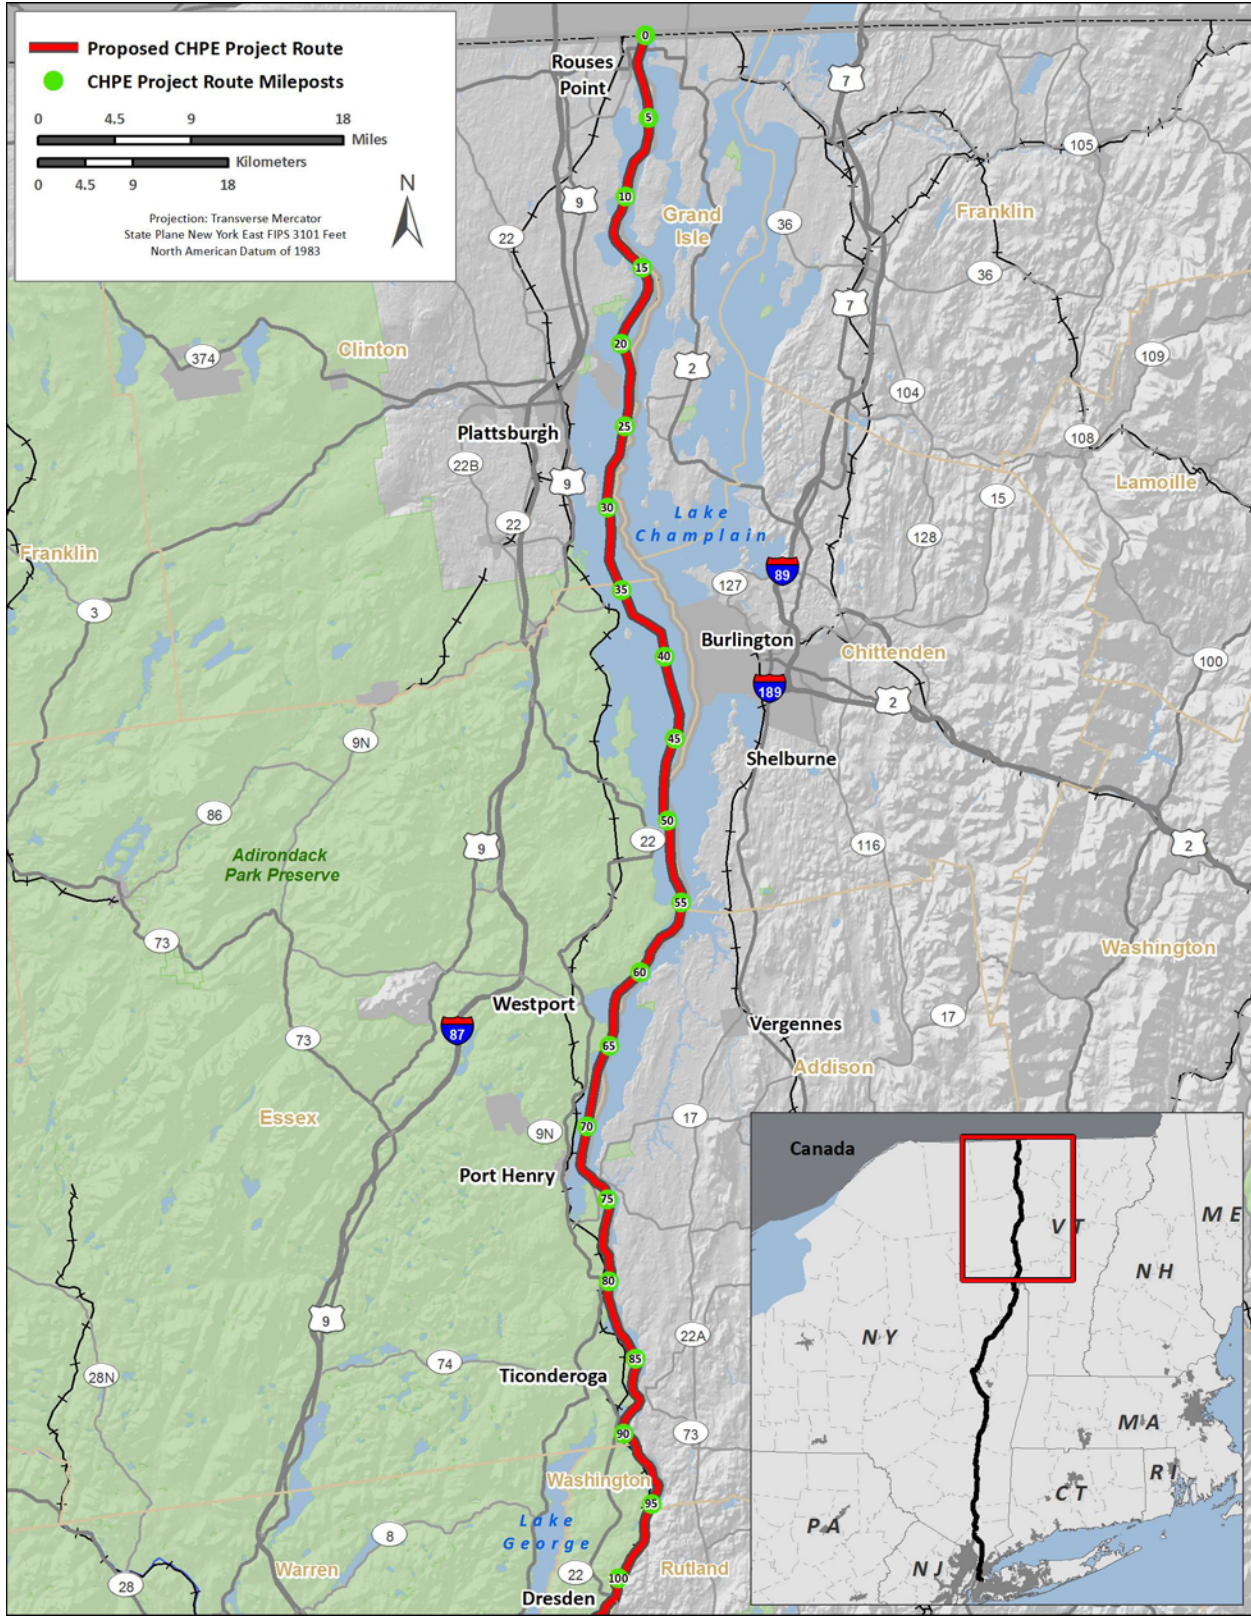 Proposed CHPE Project Route
CHPE Project Route Mileposts
0 4.5 9 18
Miles
Kilometers
0 4.5 9 18
N
Projection: Transverse Mercator
State Plane New York East FIPS 3101 Feet
North American Datum of 1983
0
Rouses
Point
7
5
105
10
9
Grand
Isle
36
Franklin
22
15
36
7
20
Clinton
374
2
109
104
25
Plattsburgh
108
22B
9
Lamoille
15
30
Lake
Champlain
22
128
Franklin
89
127
35
3
Burlington
40
Chittenden
100
189
2
9N
45
Shelburne
86
50
22
116
9
2
Adirondack
Park Preserve
55
73
Washington
60
Westport
17
Vergennes
87
73
65
Addison
Essex
17
70
9N
Port Henry
75
80
9
22A
85
74
Ticonderoga
28N
90
73
Washington
95
Lake
George
8
Warren
22
Rutland
100
28
Dresden
Canada
ME
VT
NH
NY
MA
RI
CT
PA
NJ